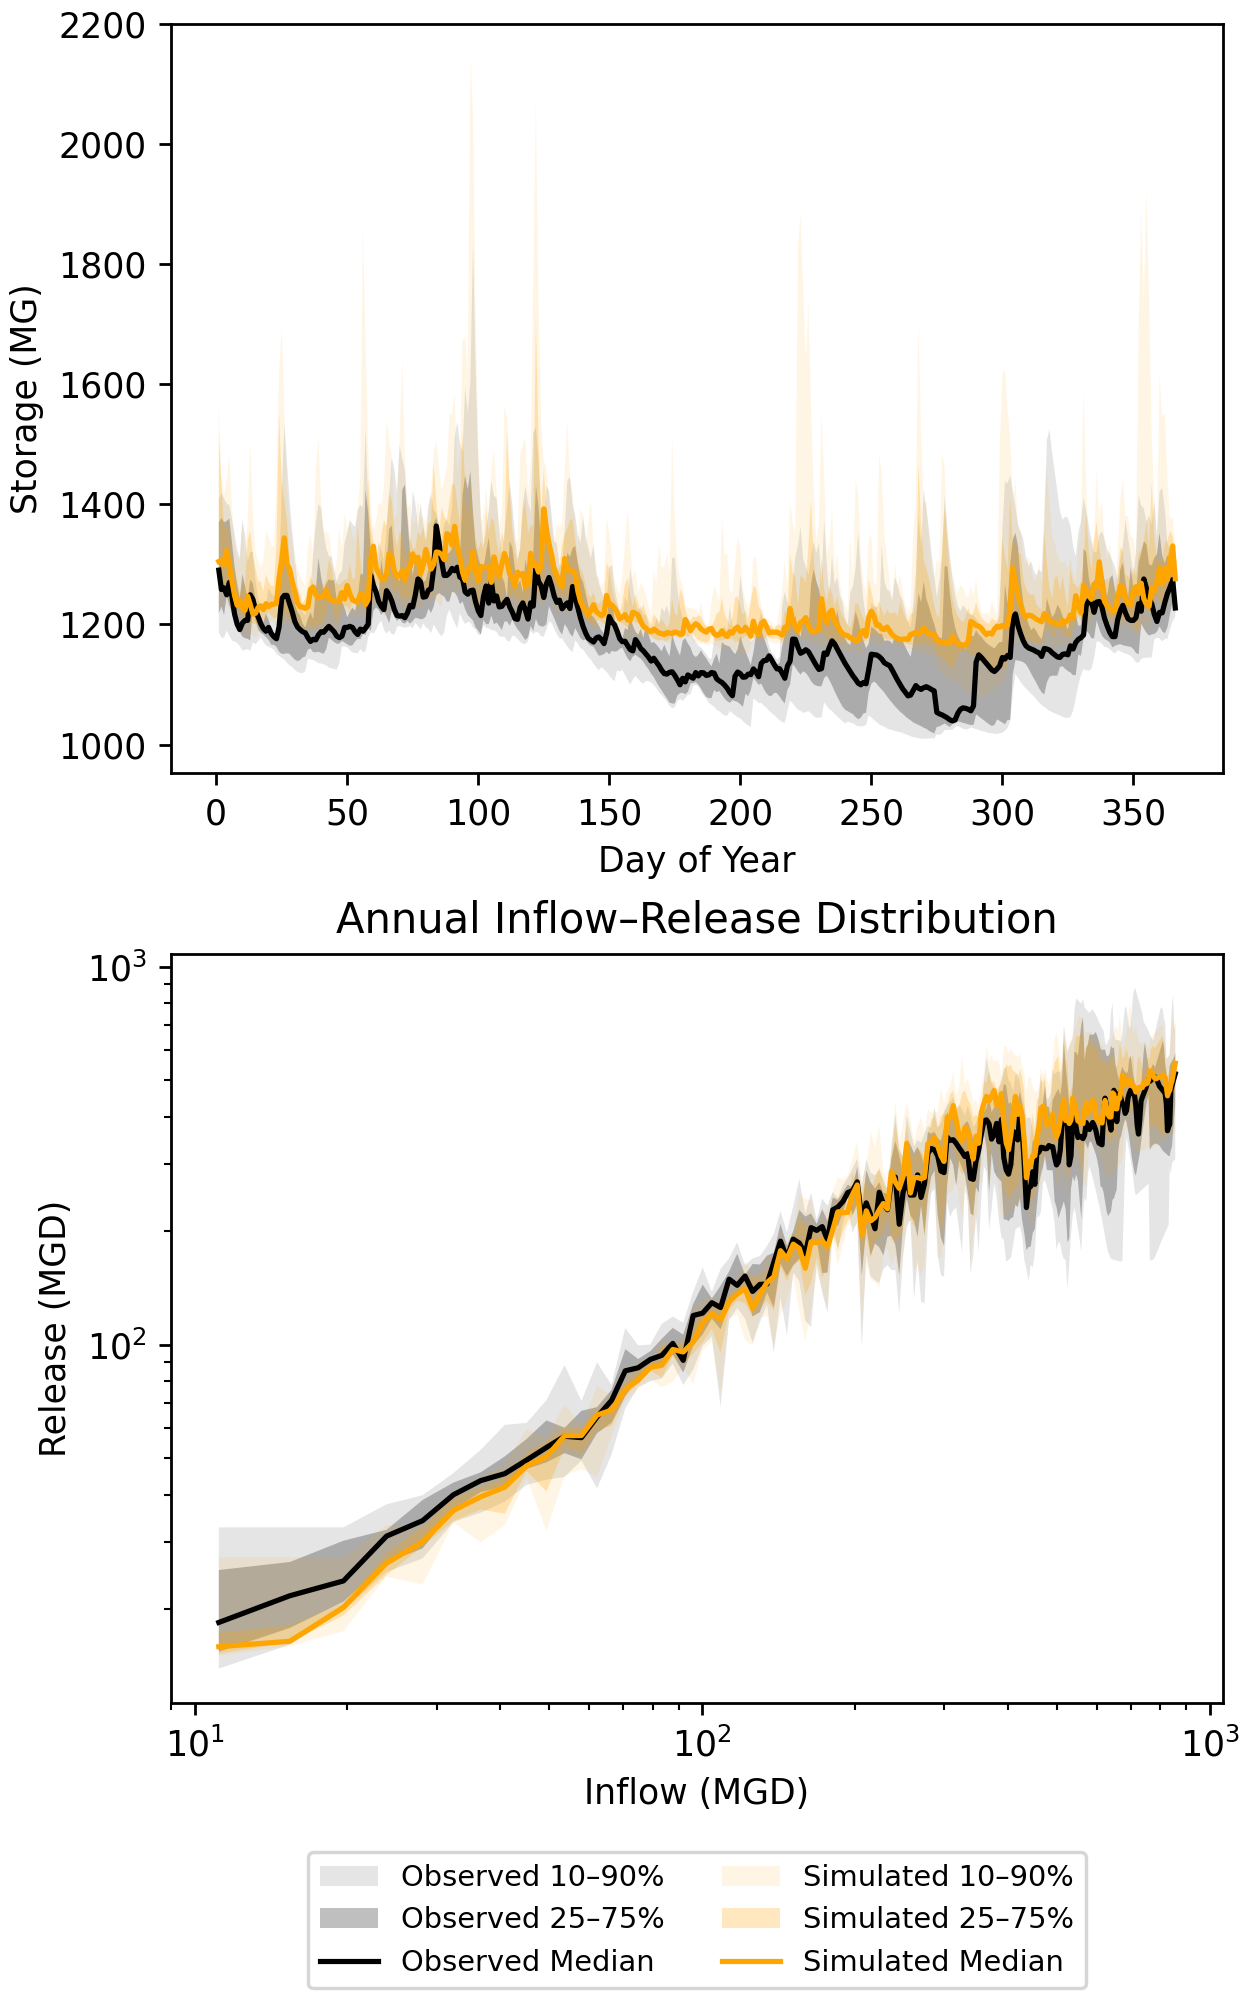 2200
2000
1800
1600
1400
1200
1000
Storage (MG)
0 50 100 150 200 250 300 350
Day of Year
Annual Inflow–Release Distribution
10³
10²
Release (MGD)
10¹ 10² 10³
Inflow (MGD)
Observed 10–90% Simulated 10–90%
Observed 25–75% Simulated 25–75%
Observed Median Simulated Median